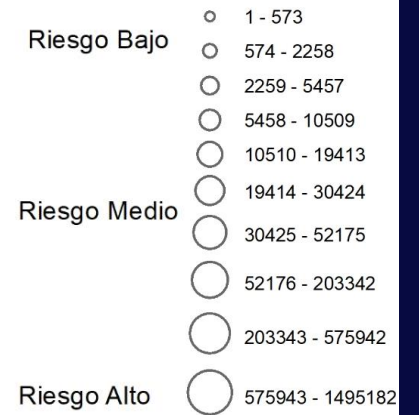 1 - 573
Riesgo Bajo
574 - 2258
2259 - 5457
5458 - 10509
10510 - 19413
19414 - 30424
Riesgo Medio
30425 - 52175
52176 - 203342
203343 - 575942
Riesgo Alto
575943 - 1495182